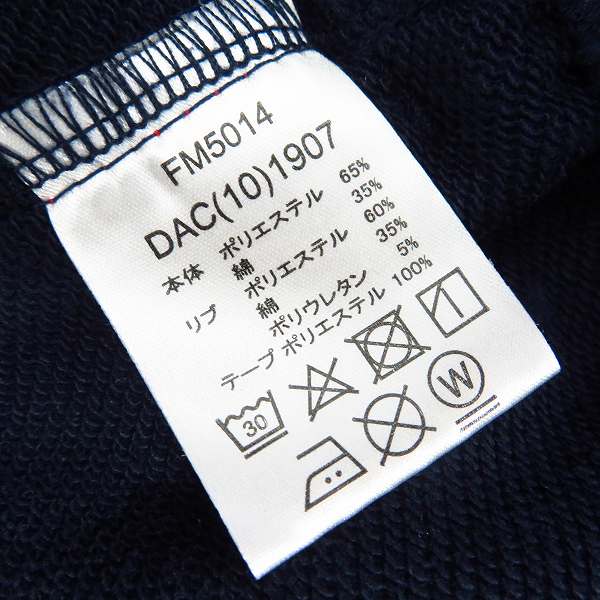 FM5014
DAC(10)1907
本体 ポリエステル 65%
綿 35%
リブ ポリエステル 60%
綿 35%
ポリウレタン 5%
テープ ポリエステル 100%
30
W